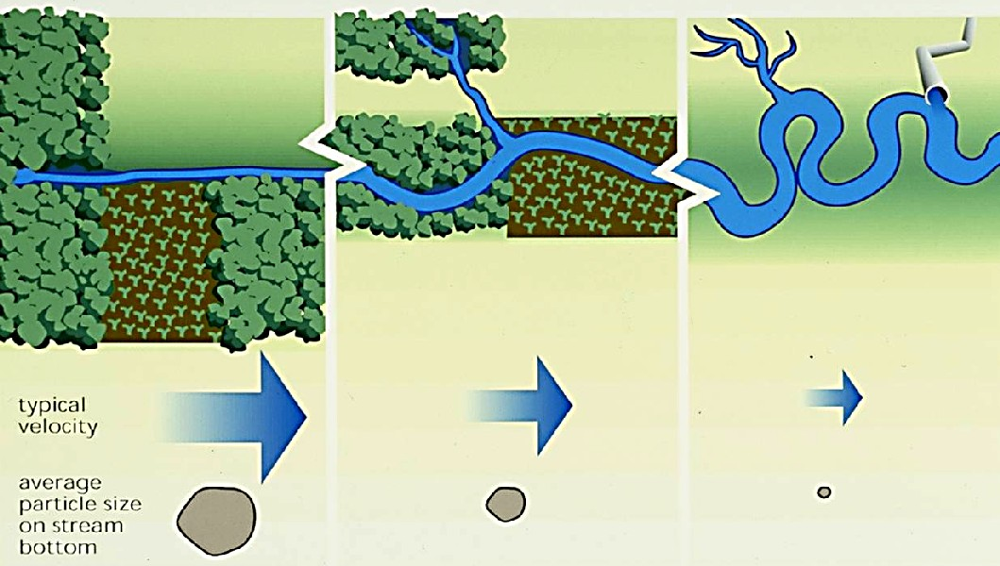 typical
velocity
average
particle size
on stream
bottom